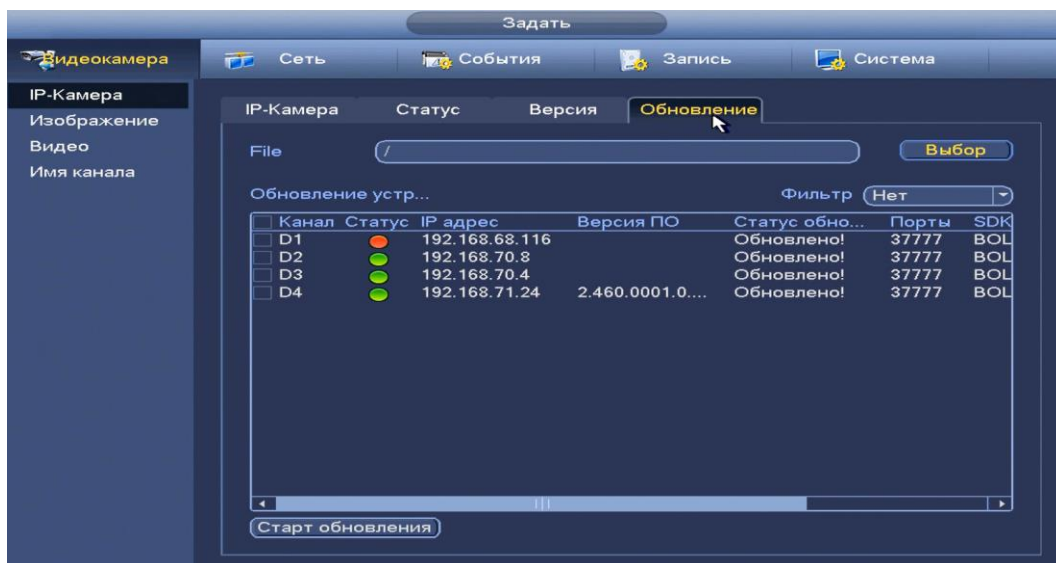 Задать
Видеокамера Сеть События Запись Система
IP-Камера
Изображение
Видео
Имя канала
IP-Камера Статус Версия Обновление
File / Выбор
Обновление устр... Фильтр Нет
Канал Статус IP адрес Версия ПО Статус обно... Порты SDK
D1 192.168.68.116 Обновлено! 37777 BOL
D2 192.168.70.8 Обновлено! 37777 BOL
D3 192.168.70.4 Обновлено! 37777 BOL
D4 192.168.71.24 2.460.0001.0.... Обновлено! 37777 BOL
Старт обновления